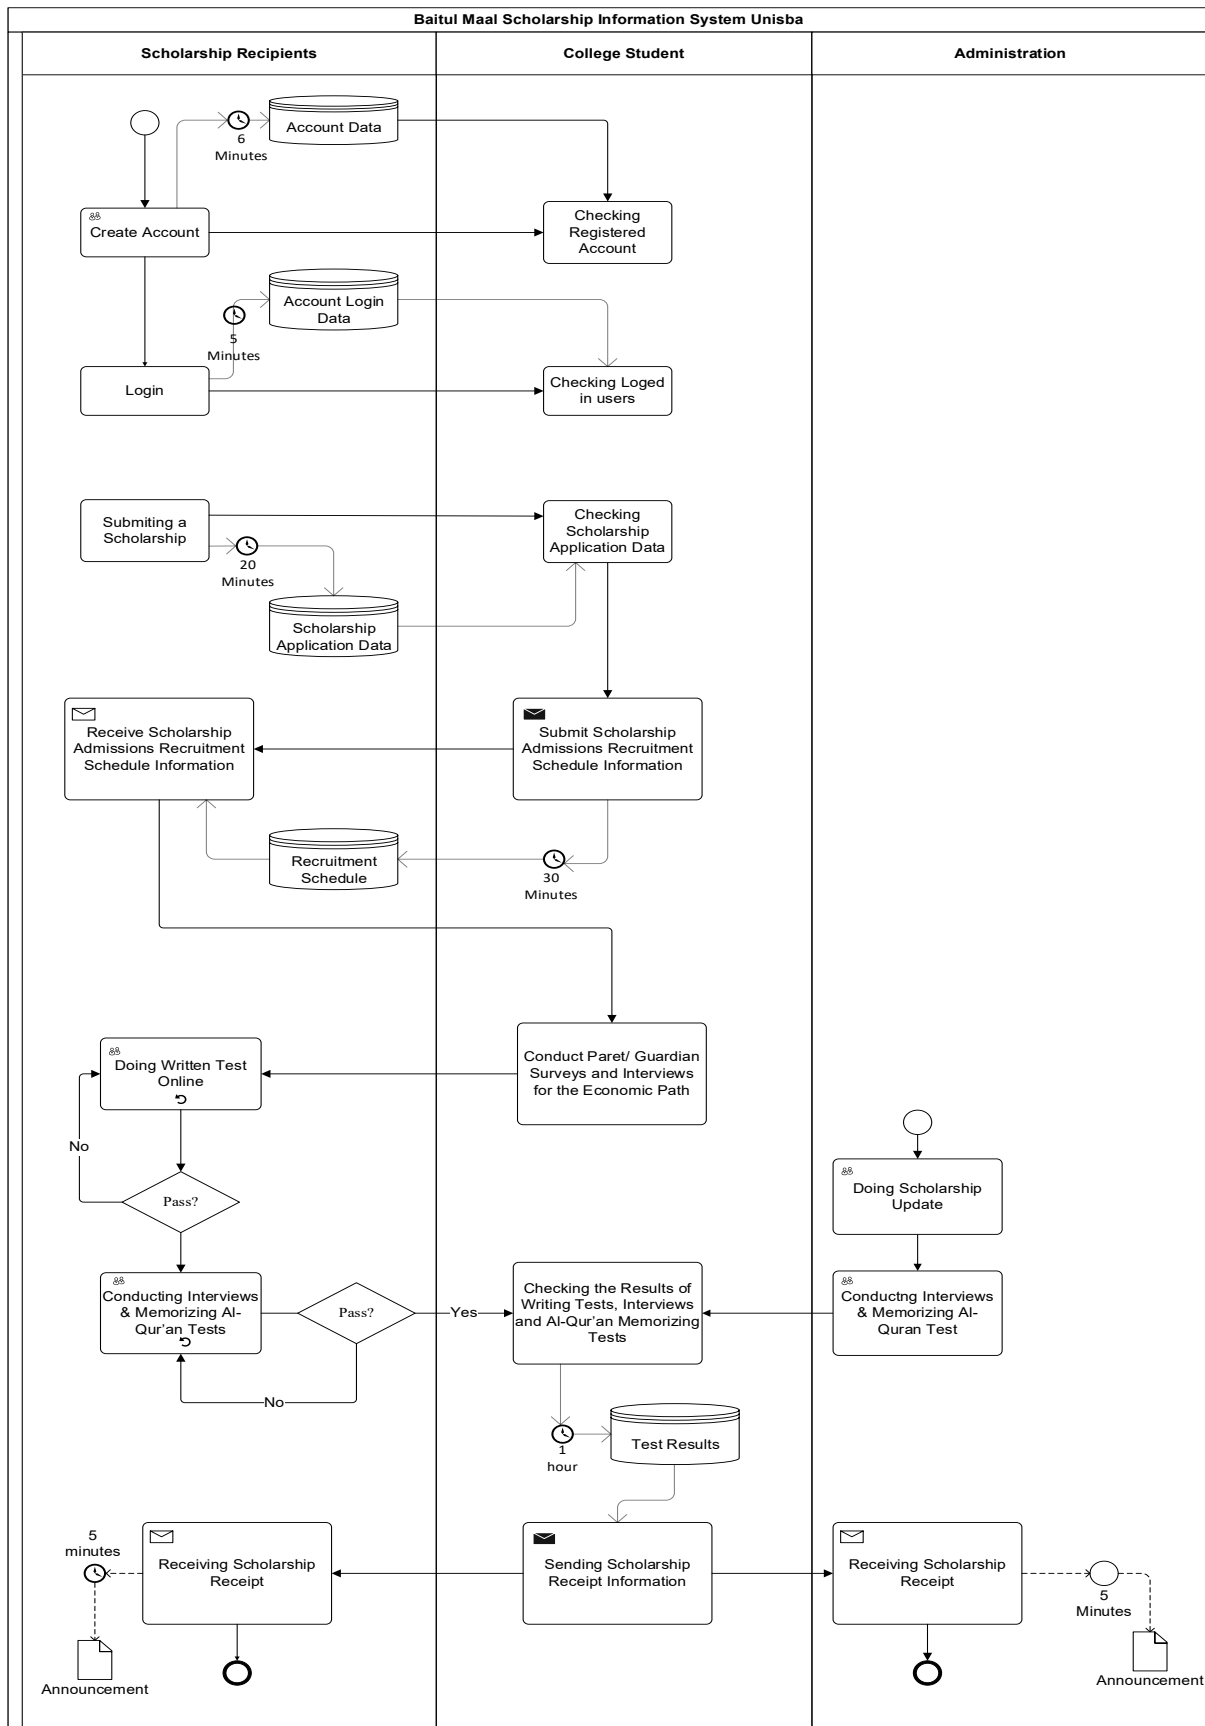 Baitul Maal Scholarship Information System Unisba
Scholarship Recipients
College Student
Administration
Account Data
6
Minutes
Create Account
Checking
Registered
Account
Account Login
Data
5
Minutes
Login
Checking Loged
in users
Submiting a
Scholarship
Checking
Scholarship
Application Data
20
Minutes
Scholarship
Application Data
Receive Scholarship
Admissions Recruitment
Schedule Information
Submit Scholarship
Admissions Recruitment
Schedule Information
Recruitment
Schedule
30
Minutes
Conduct Paret/ Guardian
Surveys and Interviews
for the Economic Path
Doing Written Test
Online
No
Pass?
Doing Scholarship
Update
Conducting Interviews
& Memorizing Al-
Qur'an Tests
Pass?
Yes
Checking the Results of
Writing Tests, Interviews
and Al-Qur'an Memorizing
Tests
Conductng Interviews
& Memorizing Al-
Quran Test
No
1
hour
Test Results
5
minutes
Receiving Scholarship
Receipt
Sending Scholarship
Receipt Information
Receiving Scholarship
Receipt
5
Minutes
Announcement
Announcement